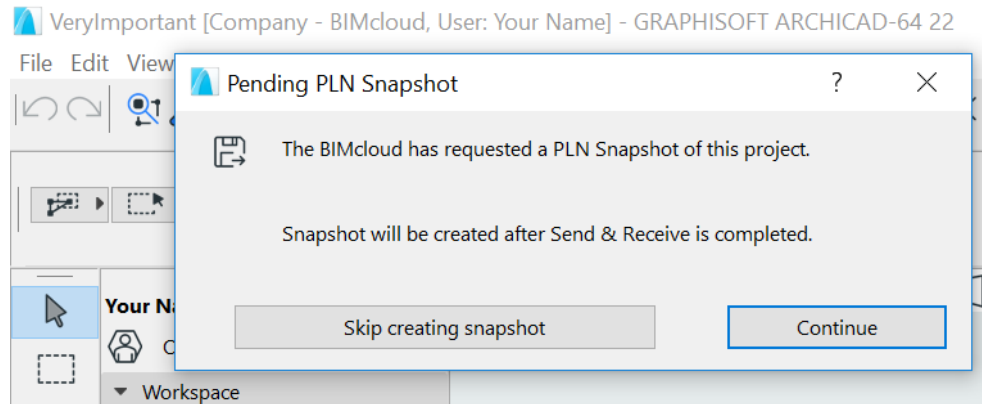 VeryImportant [Company - BIMcloud, User: Your Name] - GRAPHISOFT ARCHICAD-64 22
File Edit View
Pending PLN Snapshot ?
The BIMcloud has requested a PLN Snapshot of this project.
Snapshot will be created after Send & Receive is completed.
Skip creating snapshot Continue
Your
Workspace